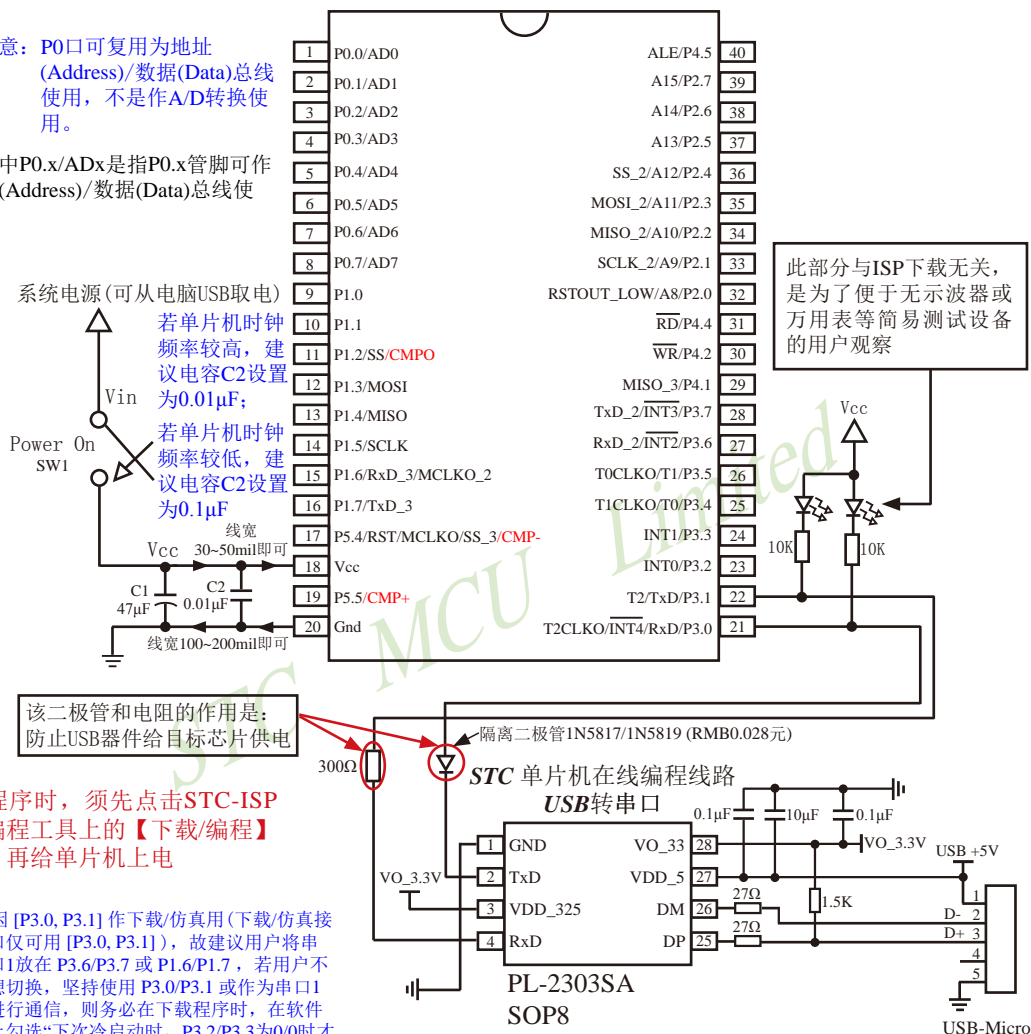 意: P0口可复用为地址
(Address)/数据(Data)总线
使用，不是作A/D转换使
用。
中P0.x/ADx是指P0.x管脚可作
(Address)/数据(Data)总线使
1 P0.0/AD0
2 P0.1/AD1
3 P0.2/AD2
4 P0.3/AD3
5 P0.4/AD4
6 P0.5/AD5
7 P0.6/AD6
8 P0.7/AD7
9 P1.0
10 P1.1
11 P1.2/SS/CMPO
12 P1.3/MOSI
13 P1.4/MISO
14 P1.5/SCLK
15 P1.6/RxD_3/MCLKO_2
16 P1.7/TxD_3
17 P5.4/RST/MCLKO/SS_3/CMP-
18 Vcc
19 P5.5/CMP+
20 Gnd
ALE/P4.5 40
A15/P2.7 39
A14/P2.6 38
A13/P2.5 37
SS_2/A12/P2.4 36
MOSI_2/A11/P2.3 35
MISO_2/A10/P2.2 34
SCLK_2/A9/P2.1 33
RSTOUT_LOW/A8/P2.0 32
RD/P4.4 31
WR/P4.2 30
MISO_3/P4.1 29
TxD_2/INT3/P3.7 28
RxD_2/INT2/P3.6 27
T0CLKO/T1/P3.5 26
T1CLKO/T0/P3.4 25
INT1/P3.3 24
INT0/P3.2 23
T2/TxD/P3.1 22
T2CLKO/INT4/RxD/P3.0 21
系统电源(可从电脑USB取电)
若单片机时钟
频率较高，建
议电容C2设置
为0.01μF;
若单片机时钟
频率较低，建
议电容C2设置
为0.1μF
Vin
Power On
SW1
线宽
Vcc 30~50mil即可
C1
47μF
C2
0.01μF
线宽100~200mil即可
此部分与ISP下载无关，
是为了便于无示波器或
万用表等简易测试设备
的用户观察
Vcc
10K
10K
STC MCU Limited
该二极管和电阻的作用是:
防止USB器件给目标芯片供电
300Ω
隔离二极管1N5817/1N5819 (RMB0.028元)
STC 单片机在线编程线路
USB转串口
程序时，须先点击STC-ISP
编程工具上的【下载/编程】
再给单片机上电
因 [P3.0, P3.1] 作下载/仿真用(下载/仿真接
口仅可用 [P3.0, P3.1] )，故建议用户将串
口1放在 P3.6/P3.7 或 P1.6/P1.7 ，若用户不
想切换，坚持使用 P3.0/P3.1 或作为串口1
进行通信，则务必在下载程序时，在软件
上勾选“下次冷启动时，P3.2/P3.3为0/0时才
VO_3.3V
1 GND
2 TxD
3 VDD_325
4 RxD
VO_33 28
VDD_5 27
DM 26
DP 25
PL-2303SA
SOP8
0.1μF
10μF
0.1μF
VO_3.3V
USB +5V
27Ω
27Ω
1.5K
1
D- 2
D+ 3
4
5
USB-Micro